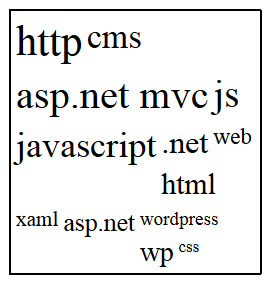 http cms
asp.net mvc js
javascript .net web
html
xaml asp.net wordpress
wp css